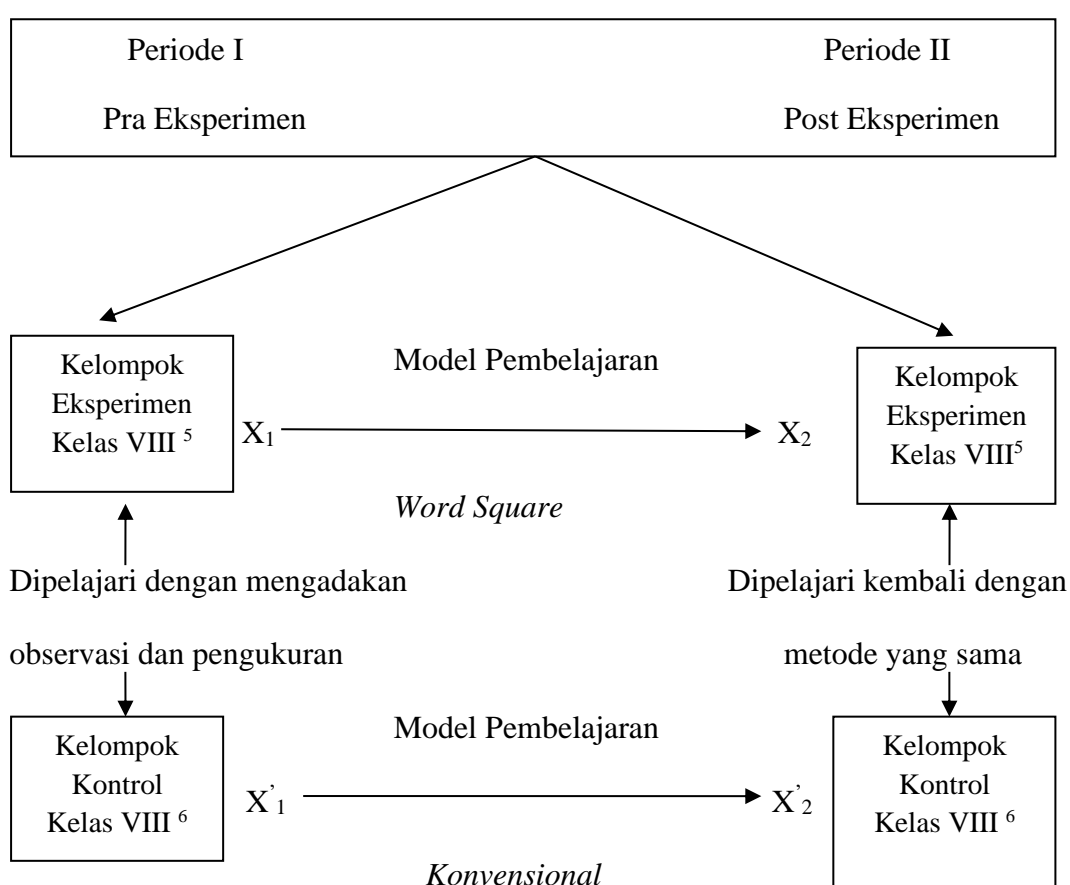 Periode I
Periode II
Pra Eksperimen
Post Eksperimen
Kelompok
Eksperimen
Kelas VIII ⁵
X₁
Model Pembelajaran
Word Square
X₂
Kelompok
Eksperimen
Kelas VIII⁵
Dipelajari dengan mengadakan
observasi dan pengukuran
Dipelajari kembali dengan
metode yang sama
Kelompok
Kontrol
Kelas VIII ⁶
X’₁
Model Pembelajaran
Konvensional
X’₂
Kelompok
Kontrol
Kelas VIII ⁶